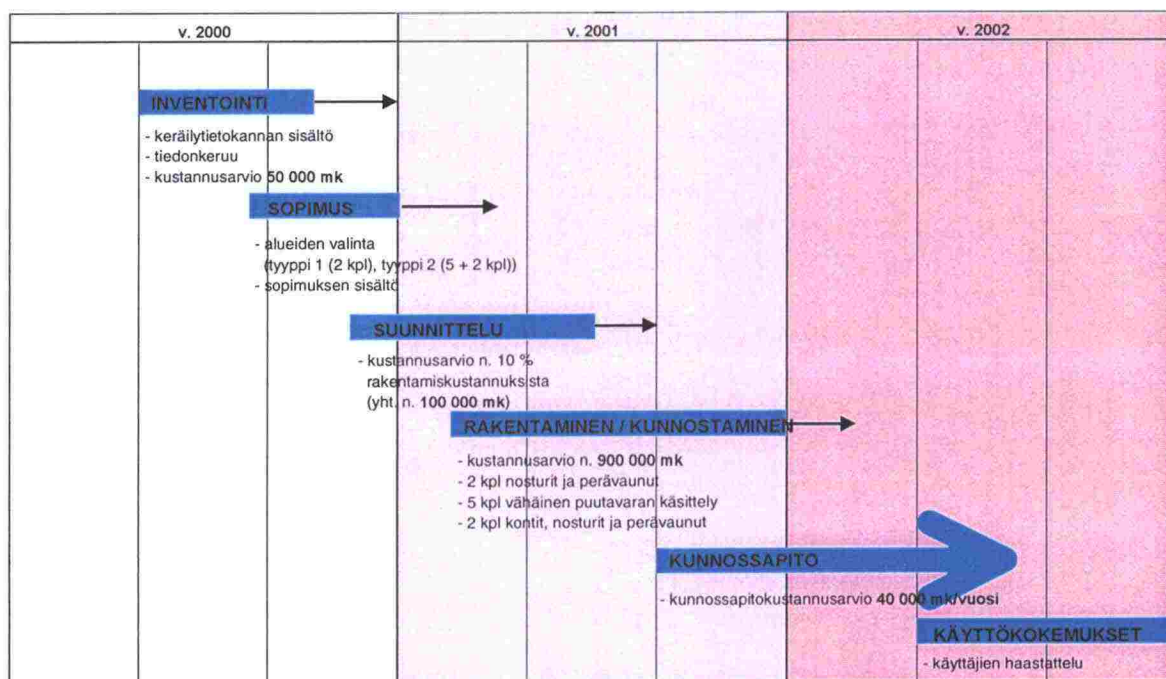 v. 2000
v. 2001
v. 2002
INVENTOINTI
- keräilytietokannan sisältö
- tiedonkeruu
- kustannusarvio 50 000 mk
SOPIMUS
- alueiden valinta
(tyyppi 1 (2 kpl), tyyppi 2 (5 + 2 kpl))
- sopimuksen sisältö
SUUNNITTELU
- kustannusarvio n. 10 %
rakentamiskustannuksista
(yht. n. 100 000 mk)
RAKENTAMINEN / KUNNOSTAMINEN
- kustannusarvio n. 900 000 mk
- 2 kpl nosturit ja perävaunut
- 5 kpl vähäinen puutavaran käsittely
- 2 kpl kontit, nosturit ja perävaunut
KUNNOSSAPITO
- kunnossapitokustannusarvio 40 000 mk/vuosi
KÄYTTÖKOKEMUKSET
- käyttäjien haastattelu